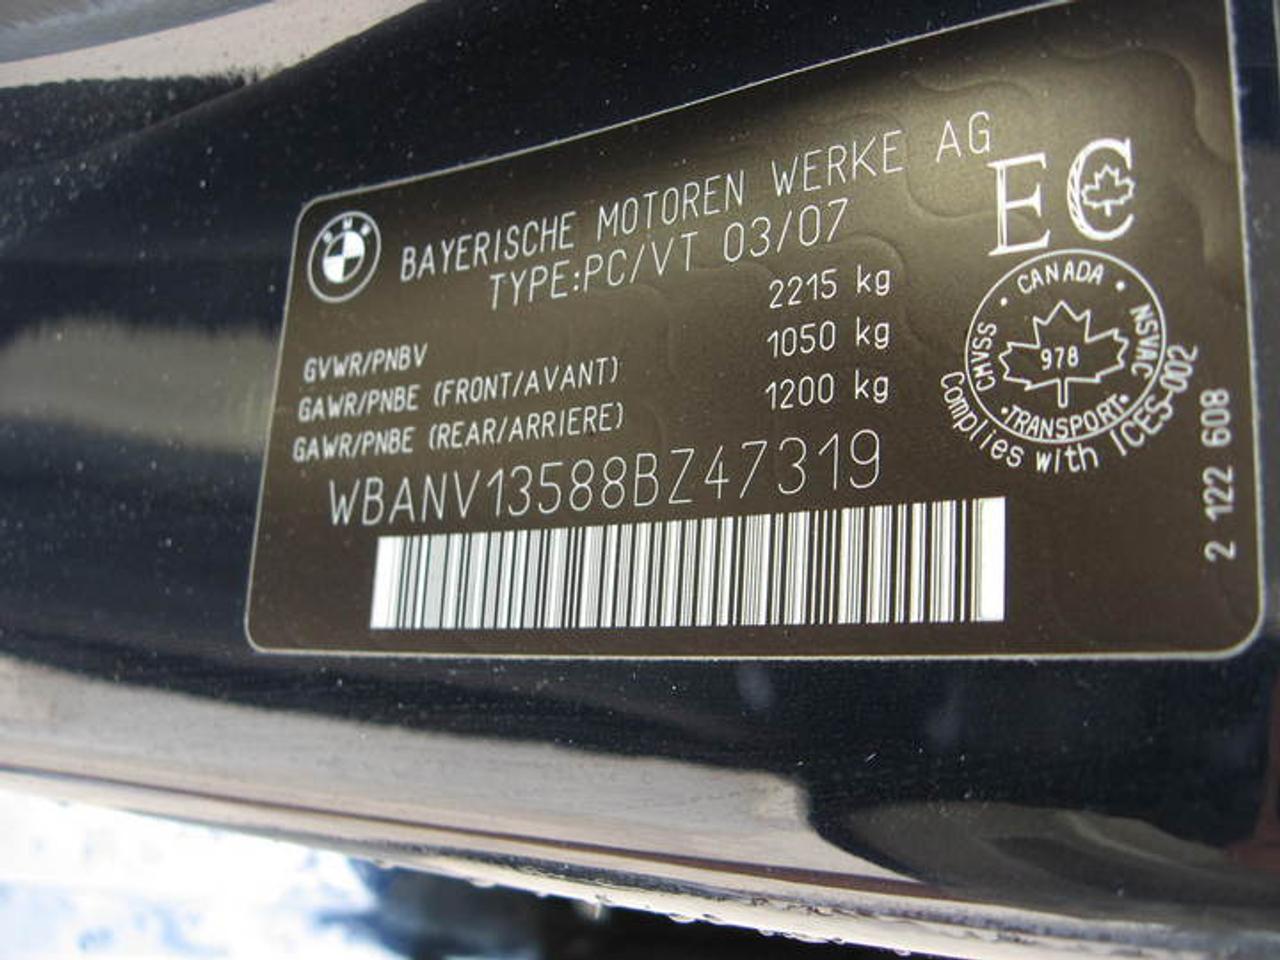 BMW
BAYERISCHE MOTOREN WERKE AG
TYPE:PC/VT 03/07
EC
GVWR/PNBV 2215 kg
GAWR/PNBE (FRONT/AVANT) 1050 kg
GAWR/PNBE (REAR/ARRIERE) 1200 kg
WBANV13588BZ47319
· CANADA ·
CMVSS
NSVAC
978
·TRANSPORT·
Complies with ICES-002
2 122 608